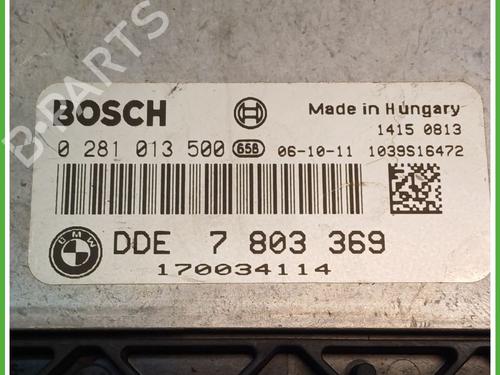 B-PARTS
BOSCH
Made in Hungary
1415 0813
0 281 013 500 658 06-10-11 1039S16472
BMW
DDE 7 803 369
170034114